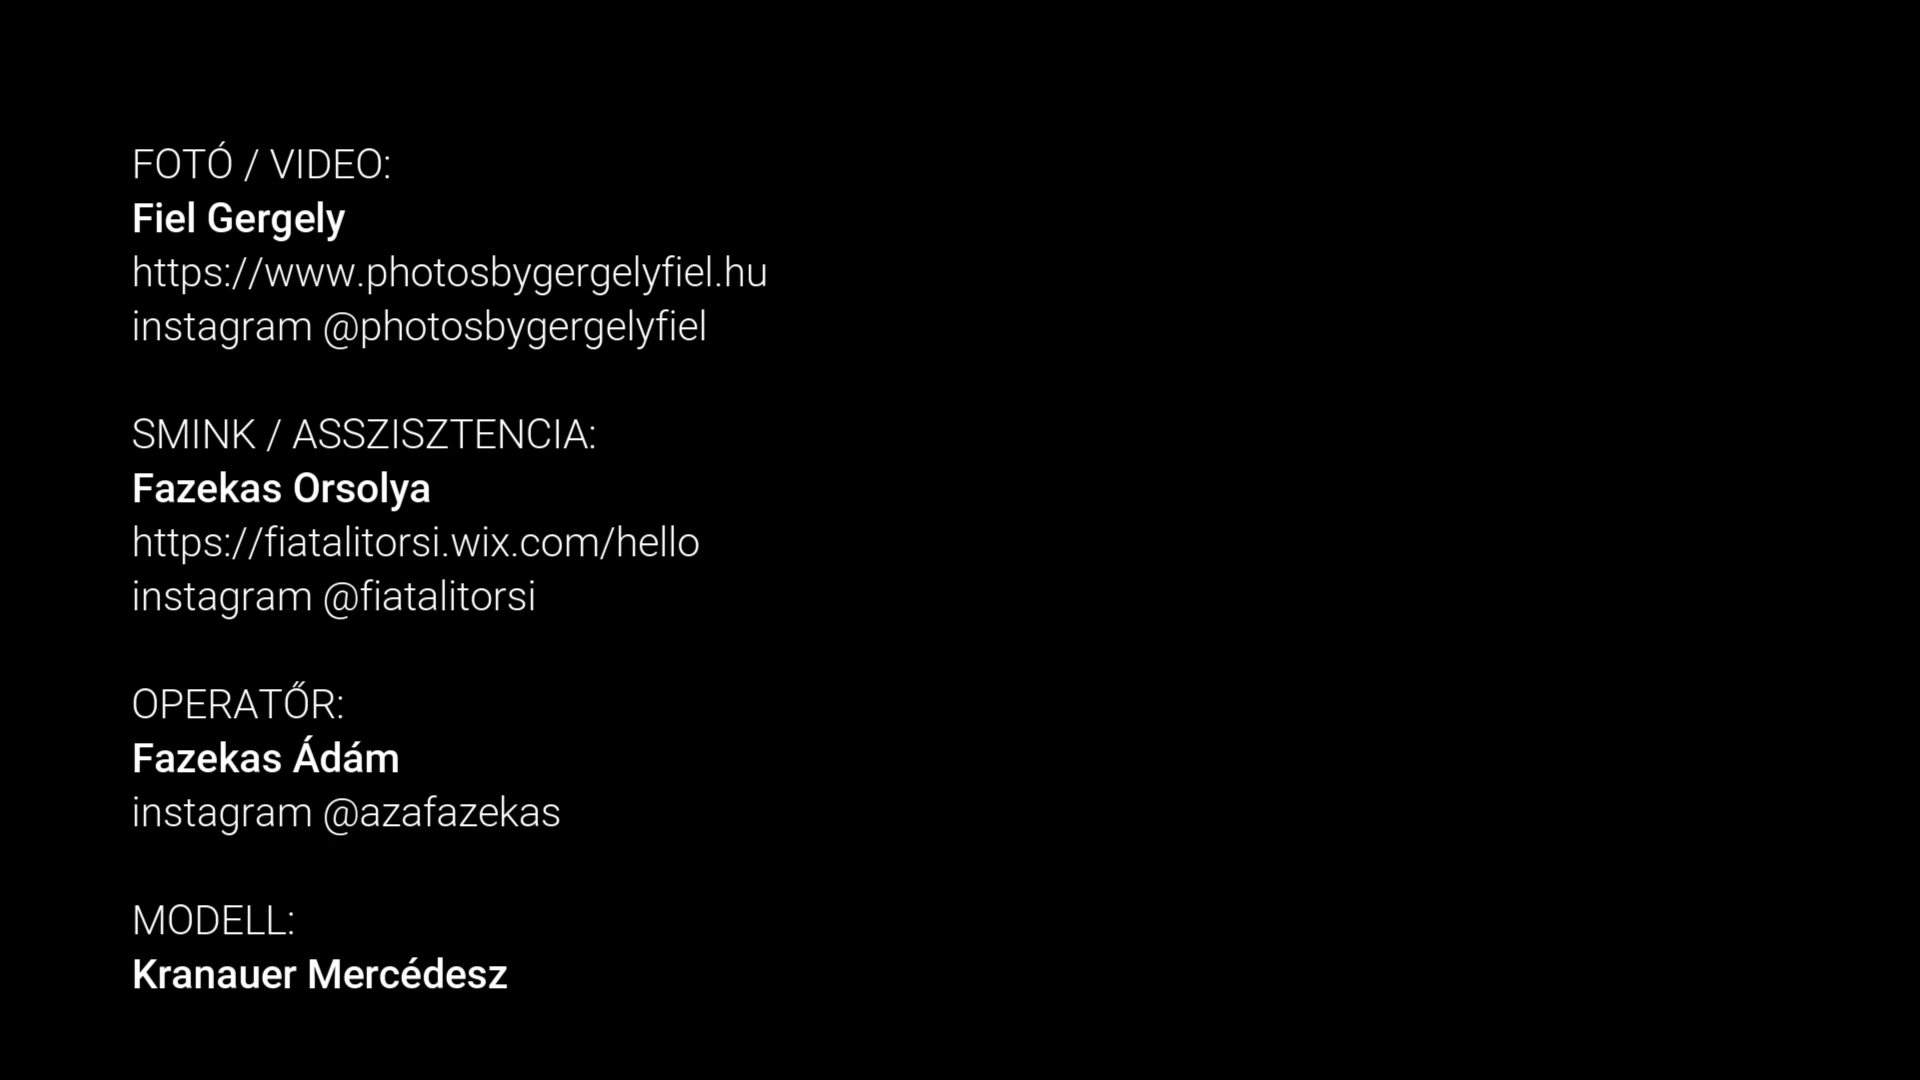 FOTÓ / VIDEO:
Fiel Gergely
https://www.photosbygergelyfiel.hu
instagram @photosbygergelyfiel
SMINK / ASSZISZTENCIA:
Fazekas Orsolya
https://fiatalitorsi.wix.com/hello
instagram @fiatalitorsi
OPERATŐR:
Fazekas Ádám
instagram @azafazekas
MODELL:
Kranauer Mercédesz